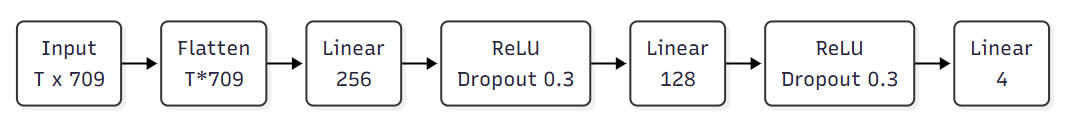 Input
T x 709
Flatten
T*709
Linear
256
ReLU
Dropout 0.3
Linear
128
ReLU
Dropout 0.3
Linear
4